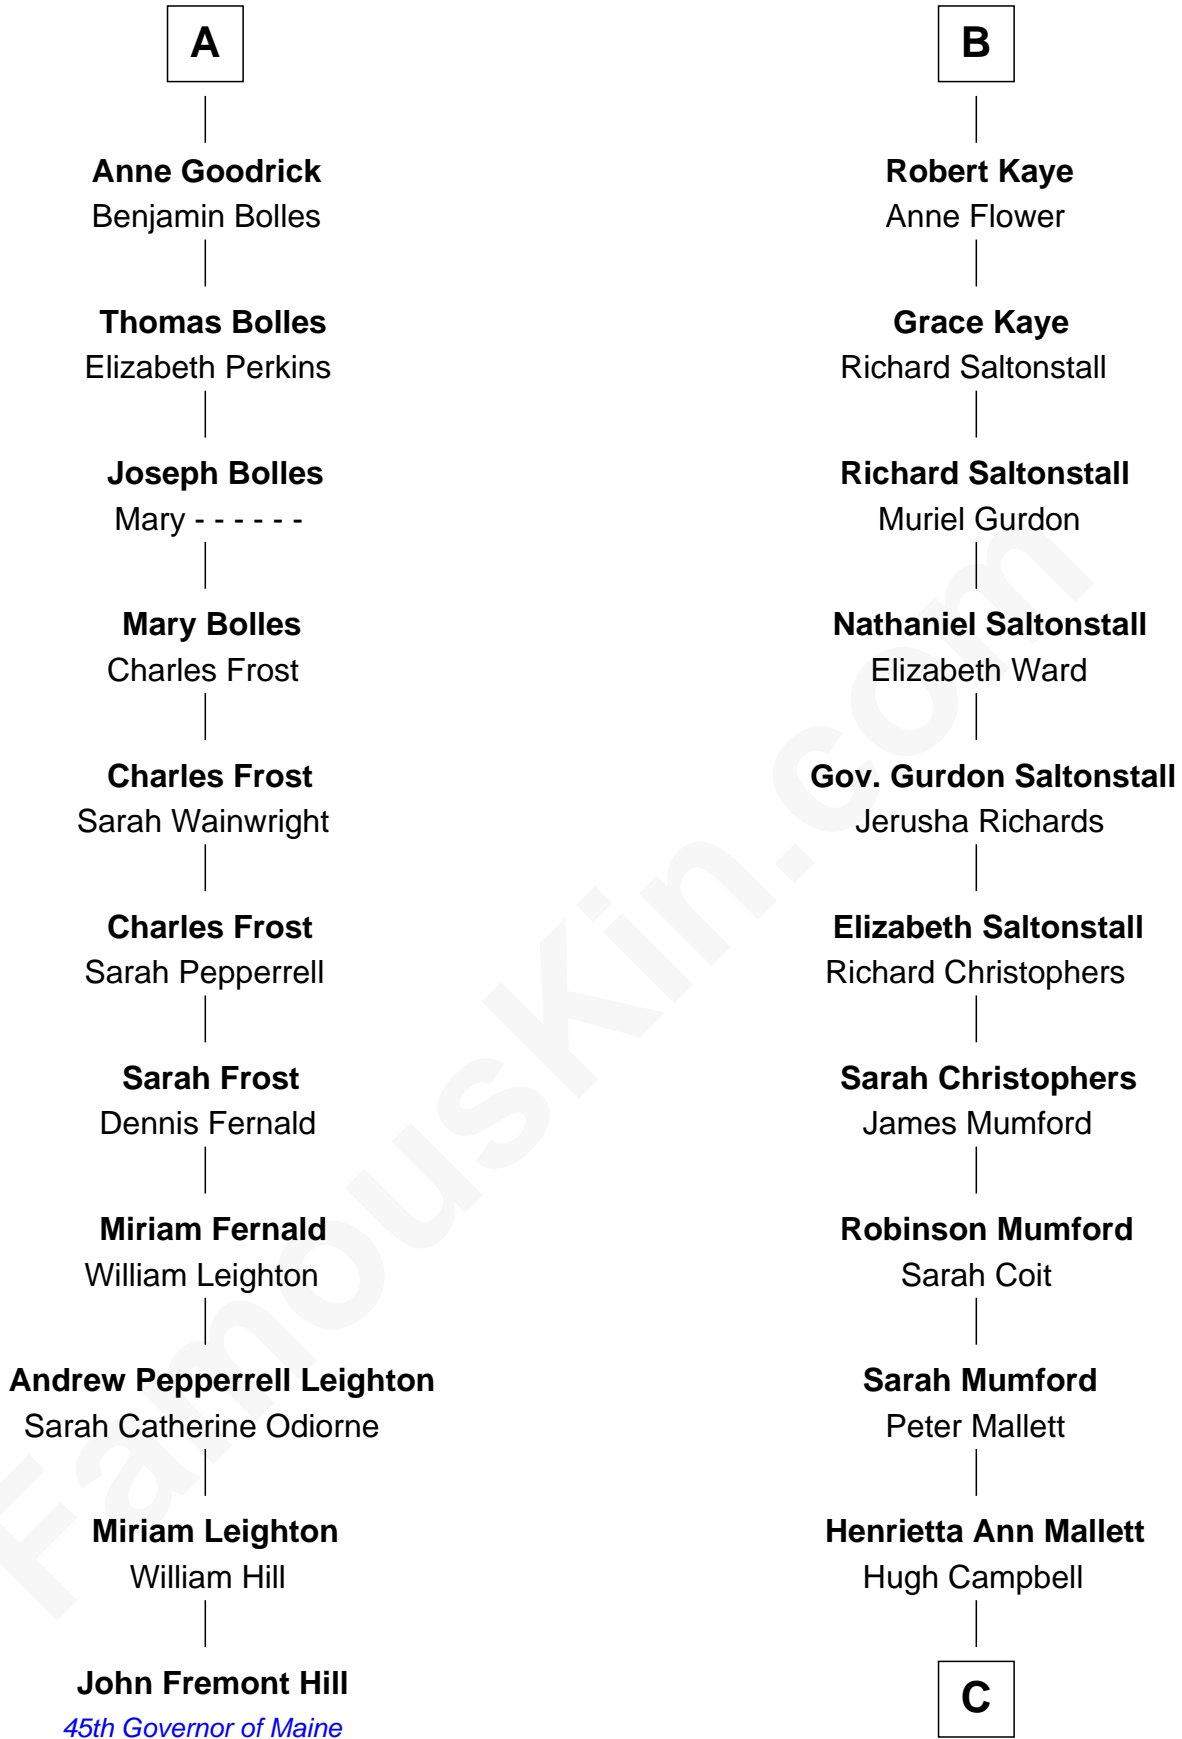 A
Anne Goodrick
Benjamin Bolles
Thomas Bolles
Elizabeth Perkins
Joseph Bolles
Mary - - - - - -
Mary Bolles
Charles Frost
Charles Frost
Sarah Wainwright
Charles Frost
Sarah Pepperrell
Sarah Frost
Dennis Fernald
Miriam Fernald
William Leighton
Andrew Pepperrell Leighton
Sarah Catherine Odiorne
Miriam Leighton
William Hill
John Fremont Hill
45th Governor of Maine
B
Robert Kaye
Anne Flower
Grace Kaye
Richard Saltonstall
Richard Saltonstall
Muriel Gurdon
Nathaniel Saltonstall
Elizabeth Ward
Gov. Gurdon Saltonstall
Jerusha Richards
Elizabeth Saltonstall
Richard Christophers
Sarah Christophers
James Mumford
Robinson Mumford
Sarah Coit
Sarah Mumford
Peter Mallett
Henrietta Ann Mallett
Hugh Campbell
C
FamousKin.com